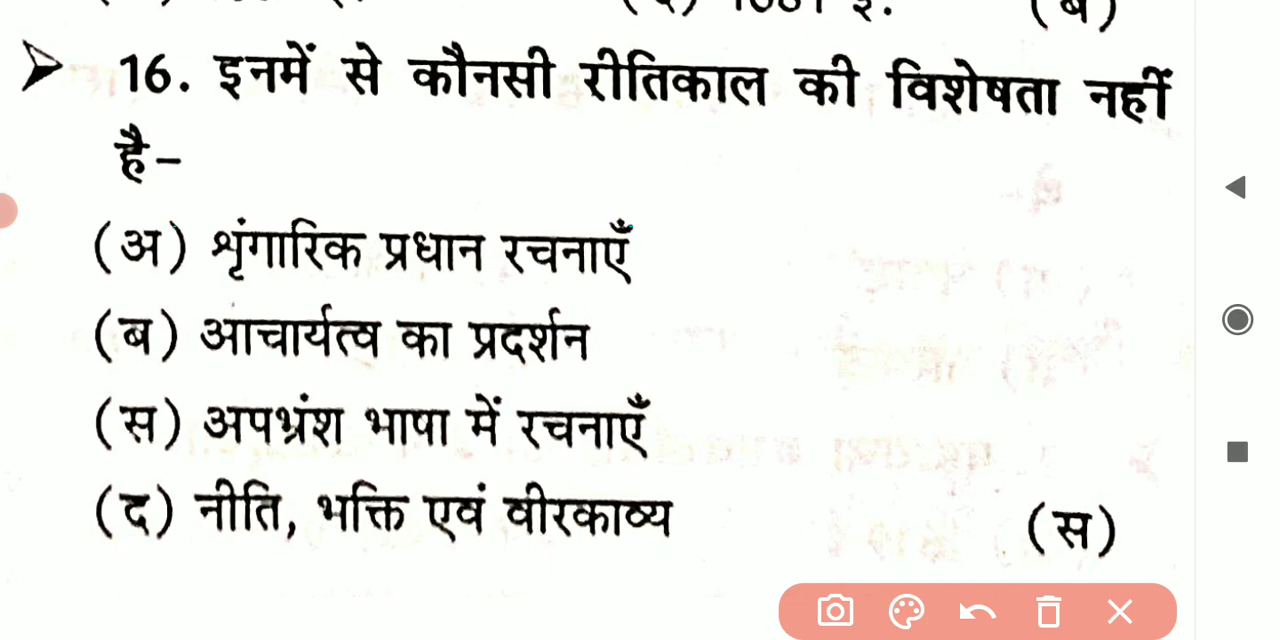 (ब)
16. इनमें से कौनसी रीतिकाल की विशेषता नहीं
है-
(अ) शृंगारिक प्रधान रचनाएँ
(ब) आचार्यत्व का प्रदर्शन
(स) अपभ्रंश भाषा में रचनाएँ
(द) नीति, भक्ति एवं वीरकाव्य (स)